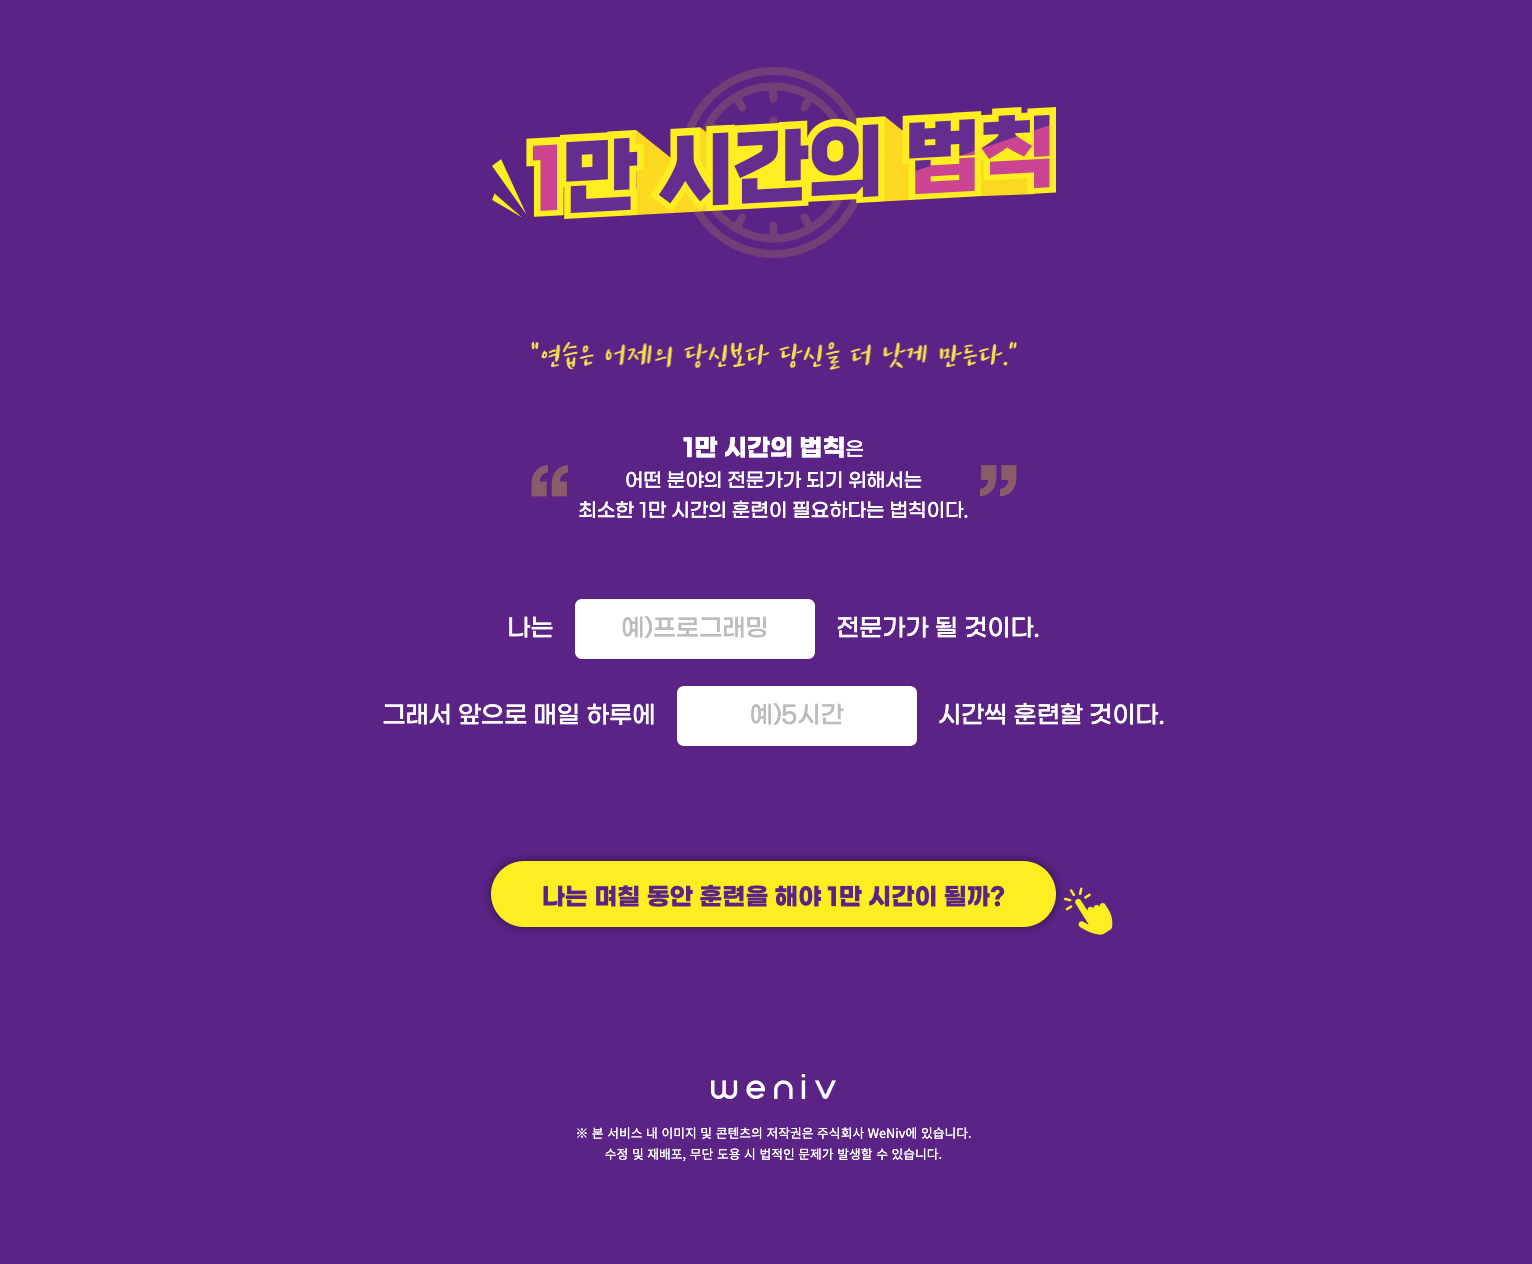 1만 시간의 법칙
"연습은 어제의 당신보다 당신을 더 낫게 만든다."
1만 시간의 법칙은
“ 어떤 분야의 전문가가 되기 위해서는 ”
최소한 1만 시간의 훈련이 필요하다는 법칙이다.
나는 예)프로그래밍 전문가가 될 것이다.
그래서 앞으로 매일 하루에 예)5시간 시간씩 훈련할 것이다.
나는 며칠 동안 훈련을 해야 1만 시간이 될까?
weniv
※ 본 서비스 내 이미지 및 콘텐츠의 저작권은 주식회사 WeNiv에 있습니다.
수정 및 재배포, 무단 도용 시 법적인 문제가 발생할 수 있습니다.